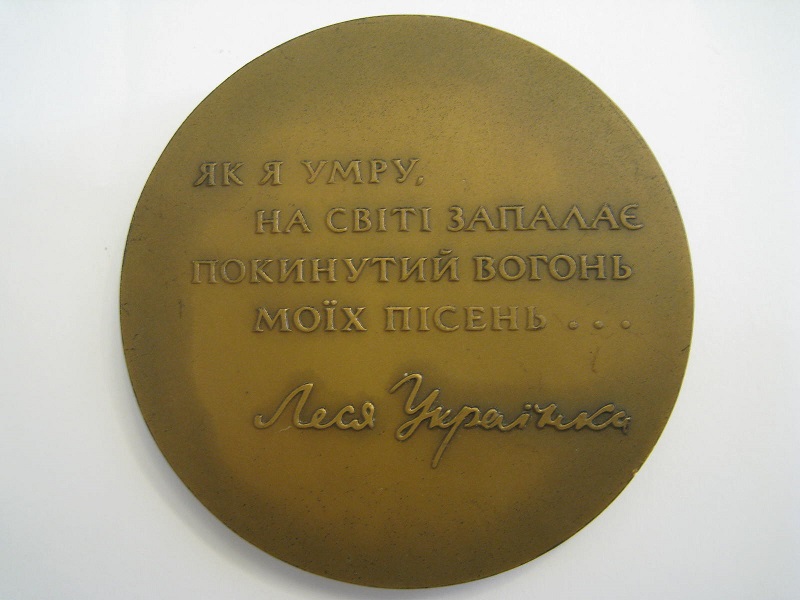 ЯК Я УМРУ,
НА СВІТІ ЗАПАЛАЄ
ПОКИНУТИЙ ВОГОНЬ
МОЇХ ПІСЕНЬ...
Леся Українка